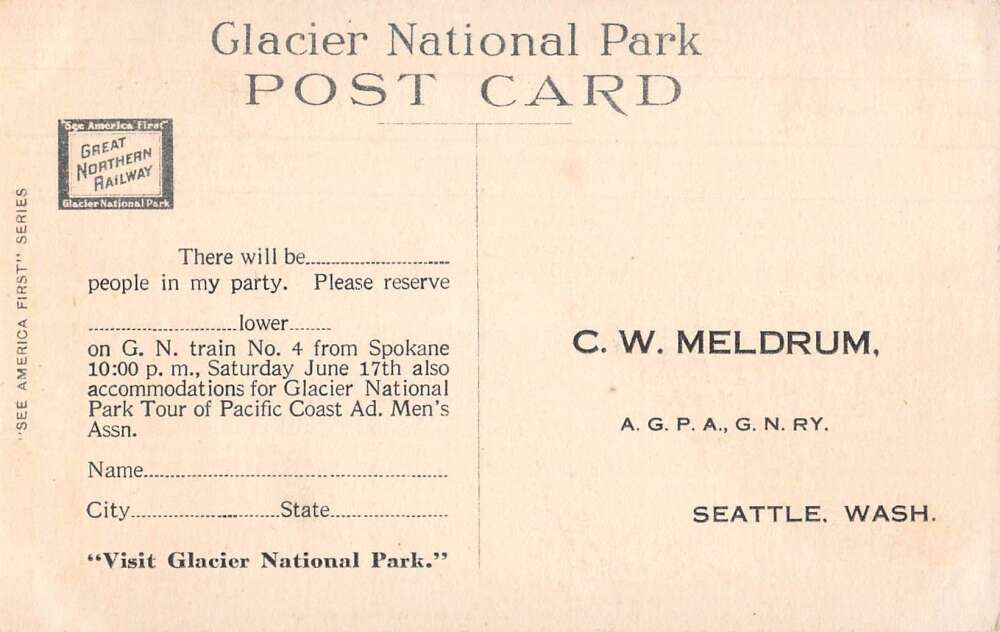 Glacier National Park
POST CARD
"See America First"
GREAT
NORTHERN
RAILWAY
Glacier National Park
"SEE AMERICA FIRST" SERIES
There will be
people in my party. Please reserve
lower
on G. N. train No. 4 from Spokane
10:00 p. m., Saturday June 17th also
accommodations for Glacier National
Park Tour of Pacific Coast Ad. Men's
Assn.
Name
City State
"Visit Glacier National Park."
C. W. MELDRUM,
A. G. P. A., G. N. RY.
SEATTLE, WASH.